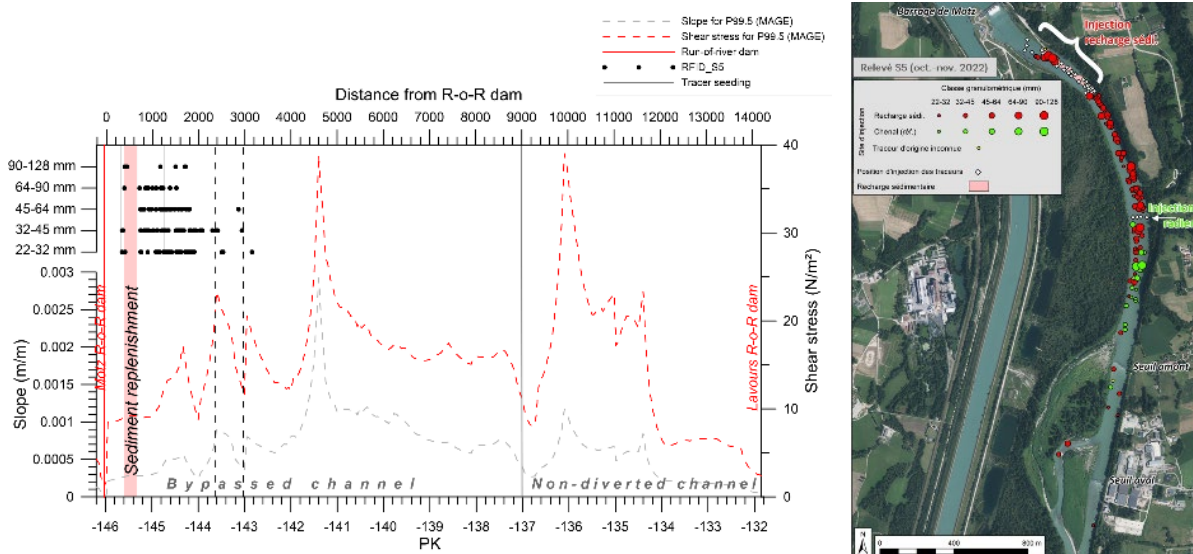 Slope for P99.5 (MAGE)
Shear stress for P99.5 (MAGE)
Run-of-river dam
RFID_S5
Tracer seeding
Distance from R-o-R dam
0 1000 2000 3000 4000 5000 6000 7000 8000 9000 10000 11000 12000 13000 14000
90-128 mm
64-90 mm
45-64 mm
32-45 mm
22-32 mm
0.003
0.0025
0.002
0.0015
0.001
0.0005
0
Slope (m/m)
40
30
20
10
0
Shear stress (N/m²)
Motz R-o-R dam
Sediment replenishment
Lavours R-o-R dam
Bypassed channel
Non-diverted channel
-146 -145 -144 -143 -142 -141 -140 -139 -138 -137 -136 -135 -134 -133 -132
PK
Barrage de Motz
Injection
recharge sédi.
Relevé S5 (oct.-nov. 2022)
Classe granulométrique (mm)
22-32 32-45 45-64 64-90 90-128
Site d'injection
Recharge sédi.
Chenal (réf.)
Traceur d'origine inconnue
Position d'injection des traceurs
Recharge sédimentaire
Injection
radier
Seuil amont
Seuil aval
N
0 400 800 m